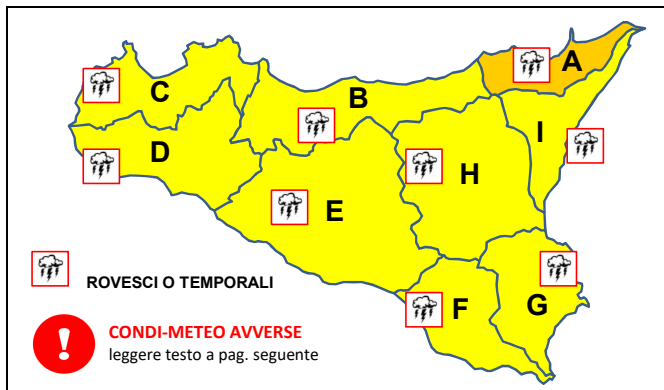 A
C
B
I
D
H
E
F
G
ROVESCI O TEMPORALI
CONDI-METEO AVVERSE
leggere testo a pag. seguente